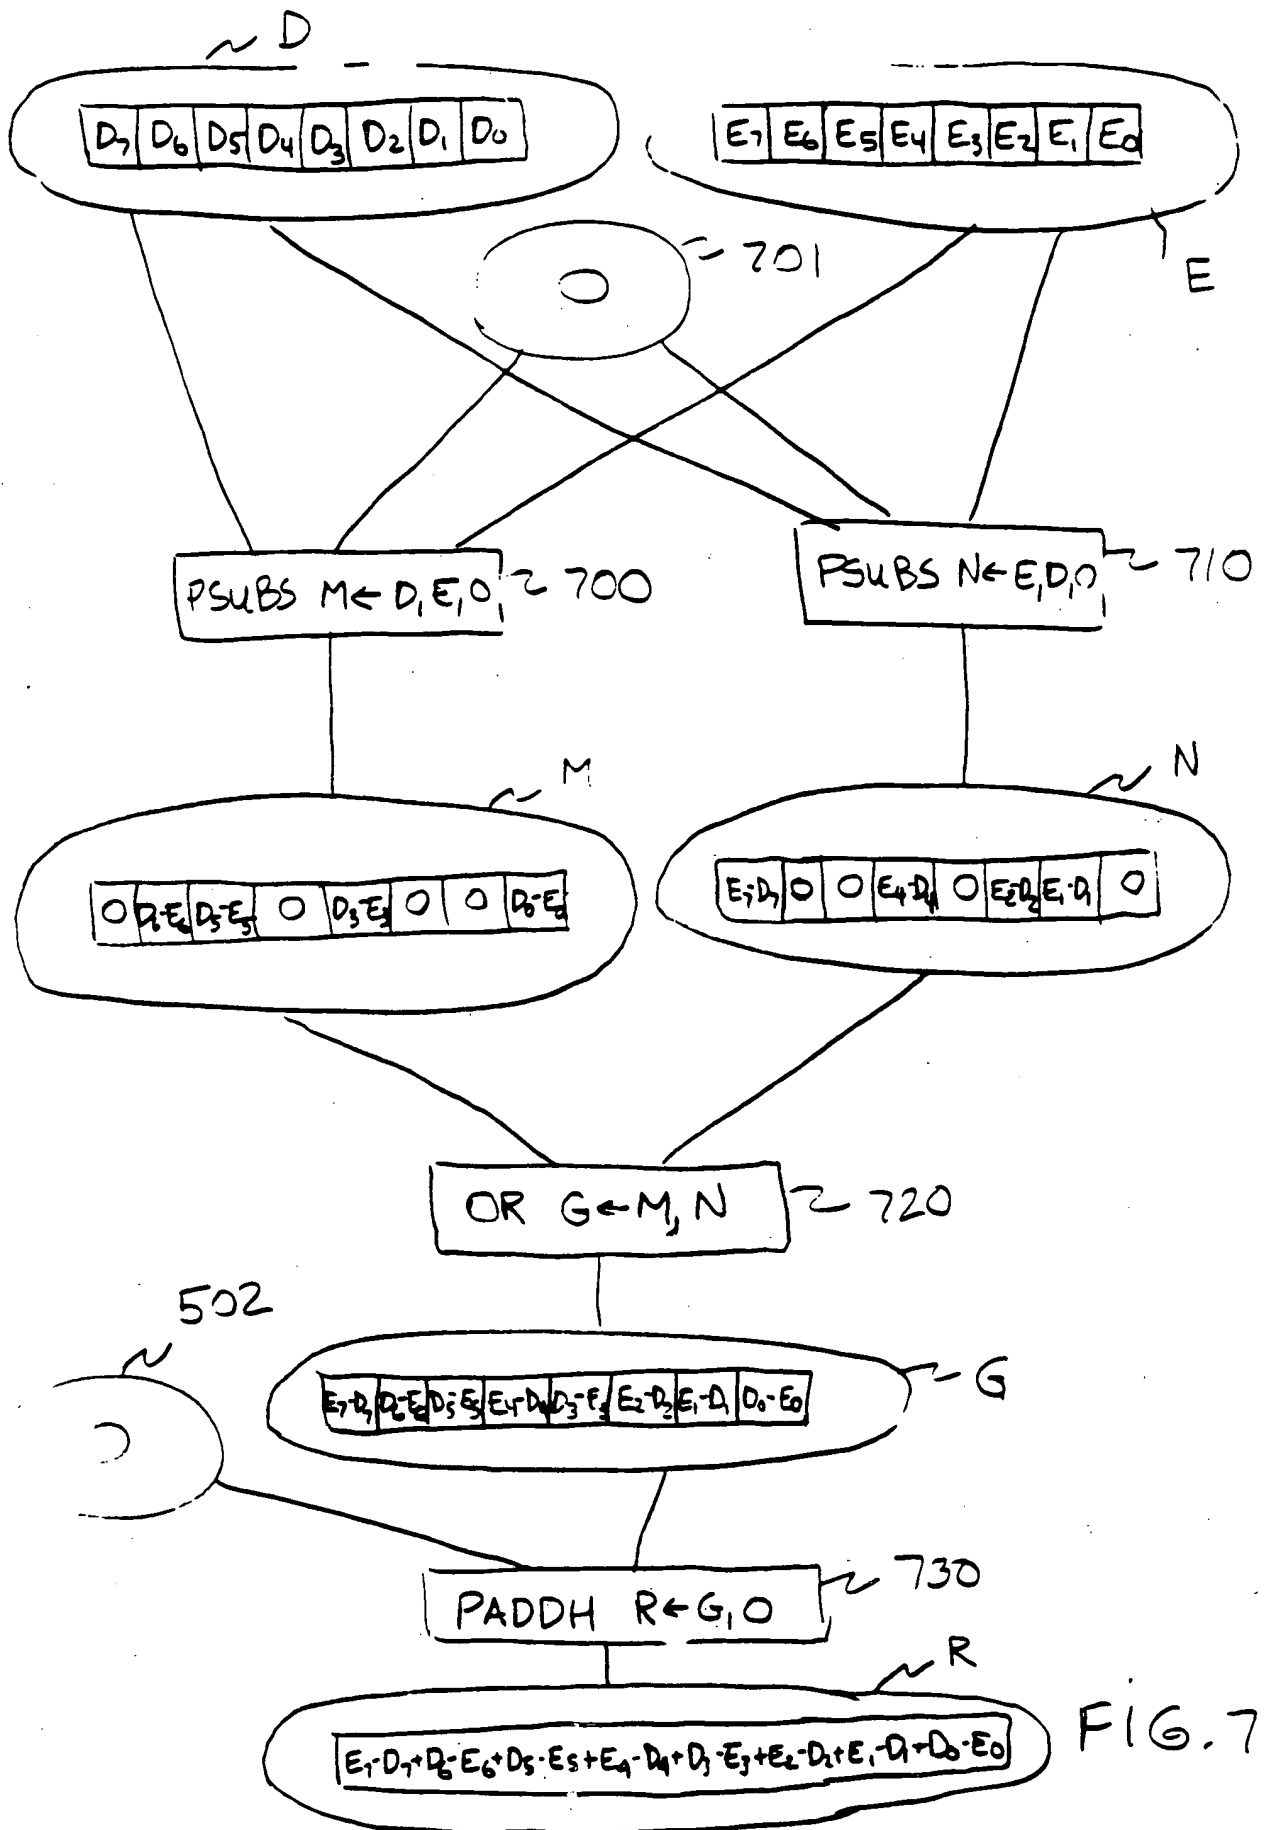 D
D7 D6 D5 D4 D3 D2 D1 D0
E7 E6 E5 E4 E3 E2 E1 E0
701
0
E
PSUBS M← D, E, 0
700
PSUBS N← E, D, 0
710
M
N
0 D6-E6 D5-E5 0 D3-E3 0 0 D0-E0
E7-D7 0 0 E4-D4 0 E2-D2 E1-D1 0
OR G←M, N
720
502
G
E7-D7 D6-E6 D5-E5 E4-D4 D3-E3 E2-D2 E1-D1 D0-E0
PADDH R←G, 0
730
R
E7-D7+D6-E6+D5-E5+E4-D4+D3-E3+E2-D2+E1-D1+D0-E0
FIG. 7